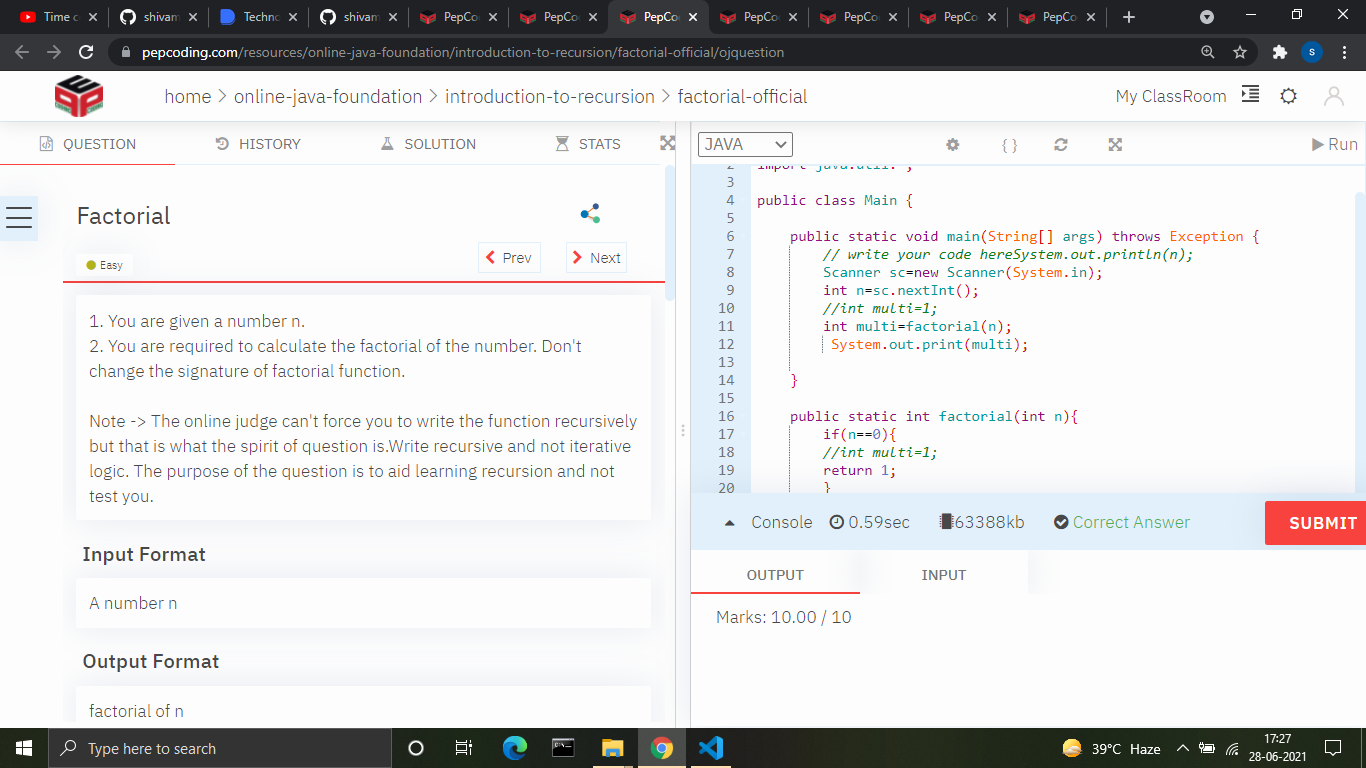 Time c
shivam
Techno
shivam
PepCo
PepCo
PepCo
PepCo
PepCo
PepCo
PepCo
pepcoding.com/resources/online-java-foundation/introduction-to-recursion/factorial-official/ojquestion
S
home > online-java-foundation > introduction-to-recursion > factorial-official
My ClassRoom
QUESTION
HISTORY
SOLUTION
STATS
JAVA
{ }
Run
Factorial
Easy
Prev
Next
1. You are given a number n.
2. You are required to calculate the factorial of the number. Don't
change the signature of factorial function.
Note -> The online judge can't force you to write the function recursively
but that is what the spirit of question is.Write recursive and not iterative
logic. The purpose of the question is to aid learning recursion and not
test you.
Input Format
A number n
Output Format
factorial of n
2 import java.util.*;
3
4 public class Main {
5
6 public static void main(String[] args) throws Exception {
7 // write your code hereSystem.out.println(n);
8 Scanner sc=new Scanner(System.in);
9 int n=sc.nextInt();
10 //int multi=1;
11 int multi=factorial(n);
12 System.out.print(multi);
13
14 }
15
16 public static int factorial(int n){
17 if(n==0){
18 //int multi=1;
19 return 1;
20 }
Console
0.59sec
63388kb
Correct Answer
SUBMIT
OUTPUT
INPUT
Marks: 10.00 / 10
Type here to search
39°C Haze
17:27
28-06-2021